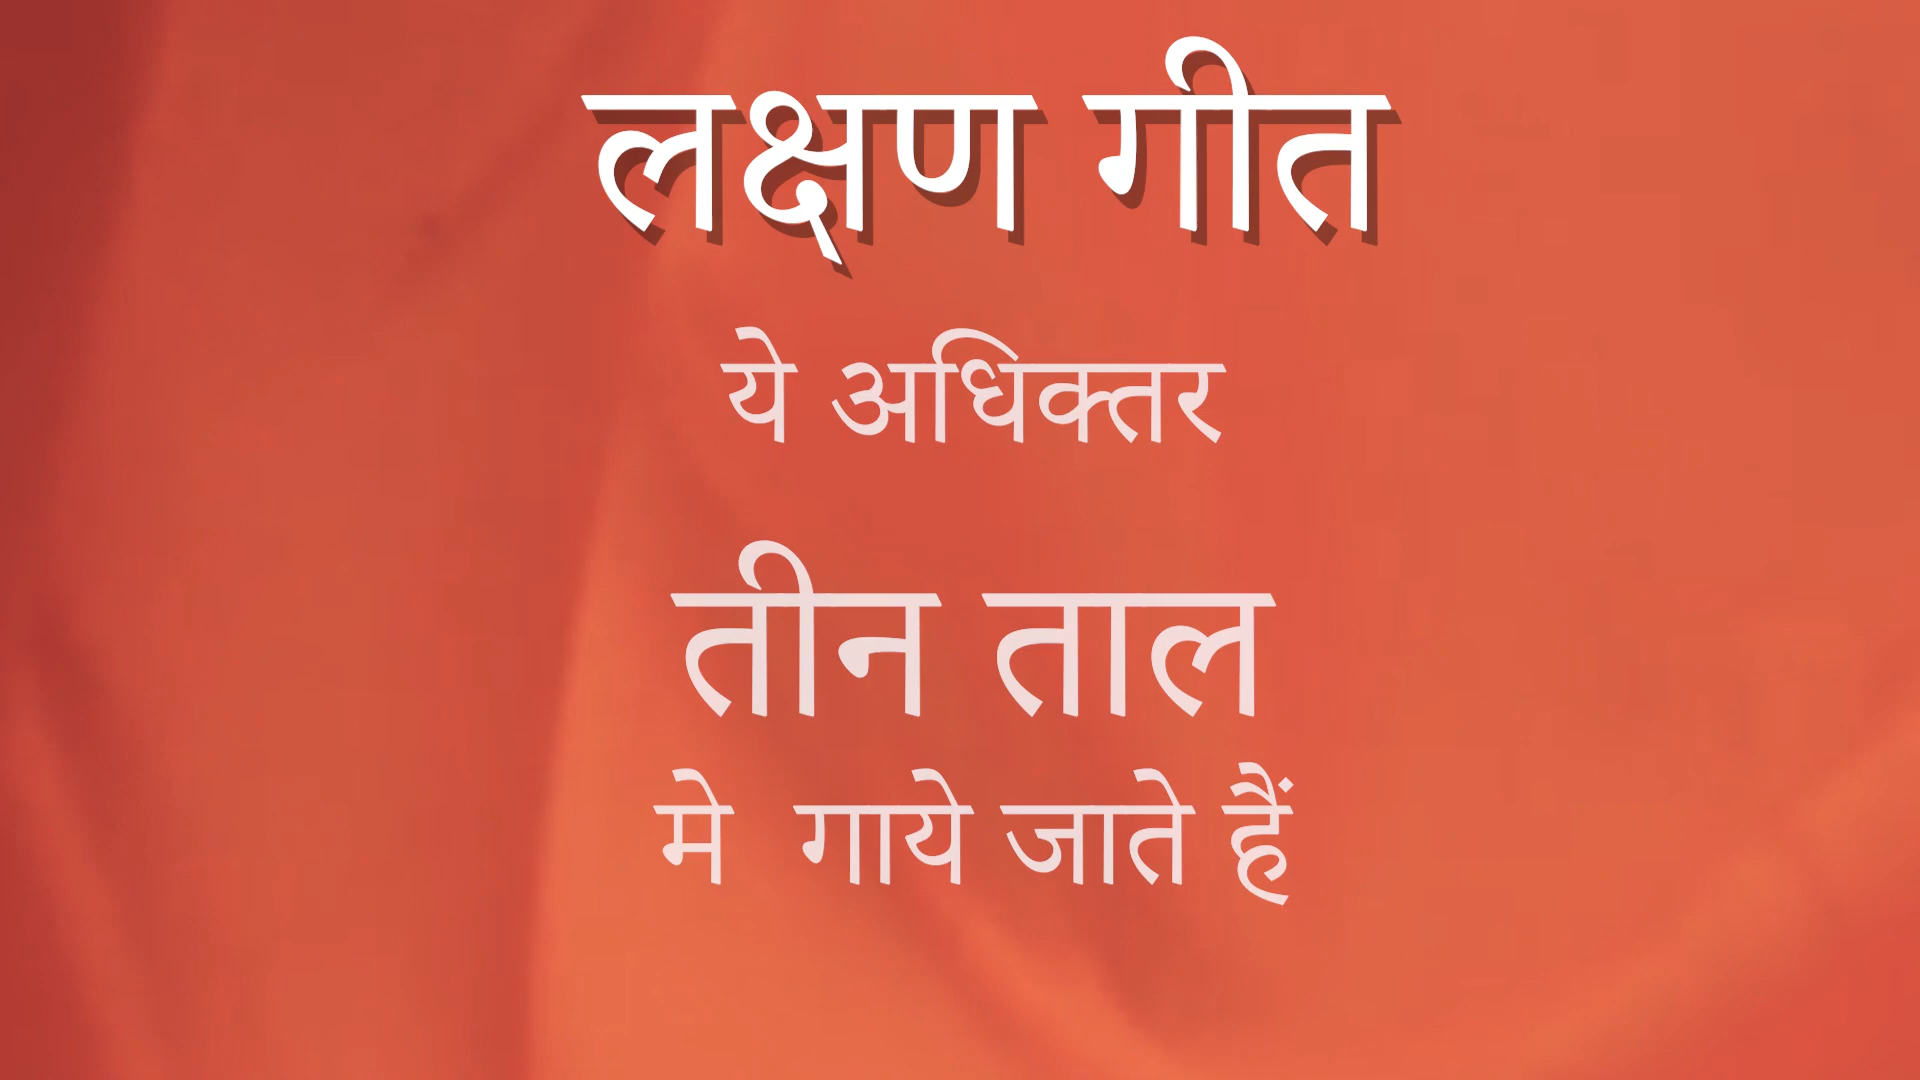 लक्षण गीत
ये अधिक्तर
तीन ताल
मे गाये जाते हैं